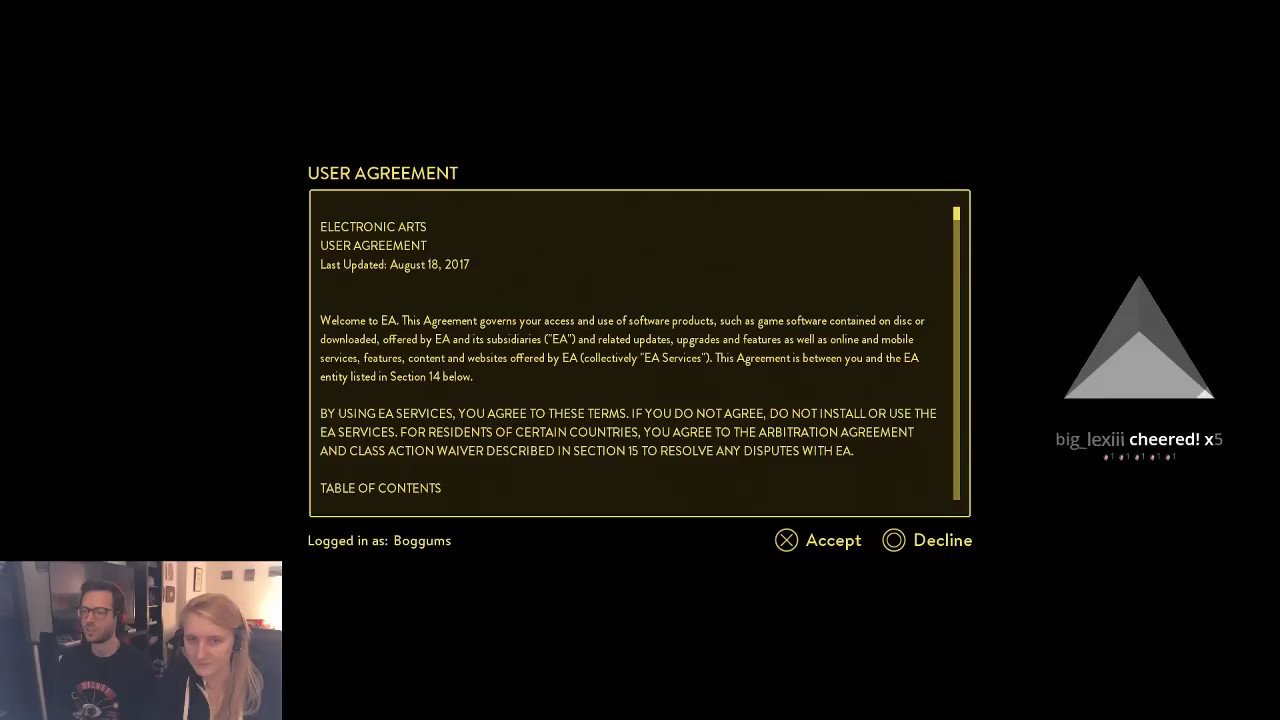 USER AGREEMENT
ELECTRONIC ARTS
USER AGREEMENT
Last Updated: August 18, 2017
Welcome to EA. This Agreement governs your access and use of software products, such as game software contained on disc or
downloaded, offered by EA and its subsidiaries ("EA") and related updates, upgrades and features as well as online and mobile
services, features, content and websites offered by EA (collectively "EA Services"). This Agreement is between you and the EA
entity listed in Section 14 below.
BY USING EA SERVICES, YOU AGREE TO THESE TERMS. IF YOU DO NOT AGREE, DO NOT INSTALL OR USE THE
EA SERVICES. FOR RESIDENTS OF CERTAIN COUNTRIES, YOU AGREE TO THE ARBITRATION AGREEMENT
AND CLASS ACTION WAIVER DESCRIBED IN SECTION 15 TO RESOLVE ANY DISPUTES WITH EA.
TABLE OF CONTENTS
Logged in as: Boggums
Accept
Decline
big_lexiii cheered! x5
1 1 1 1 1